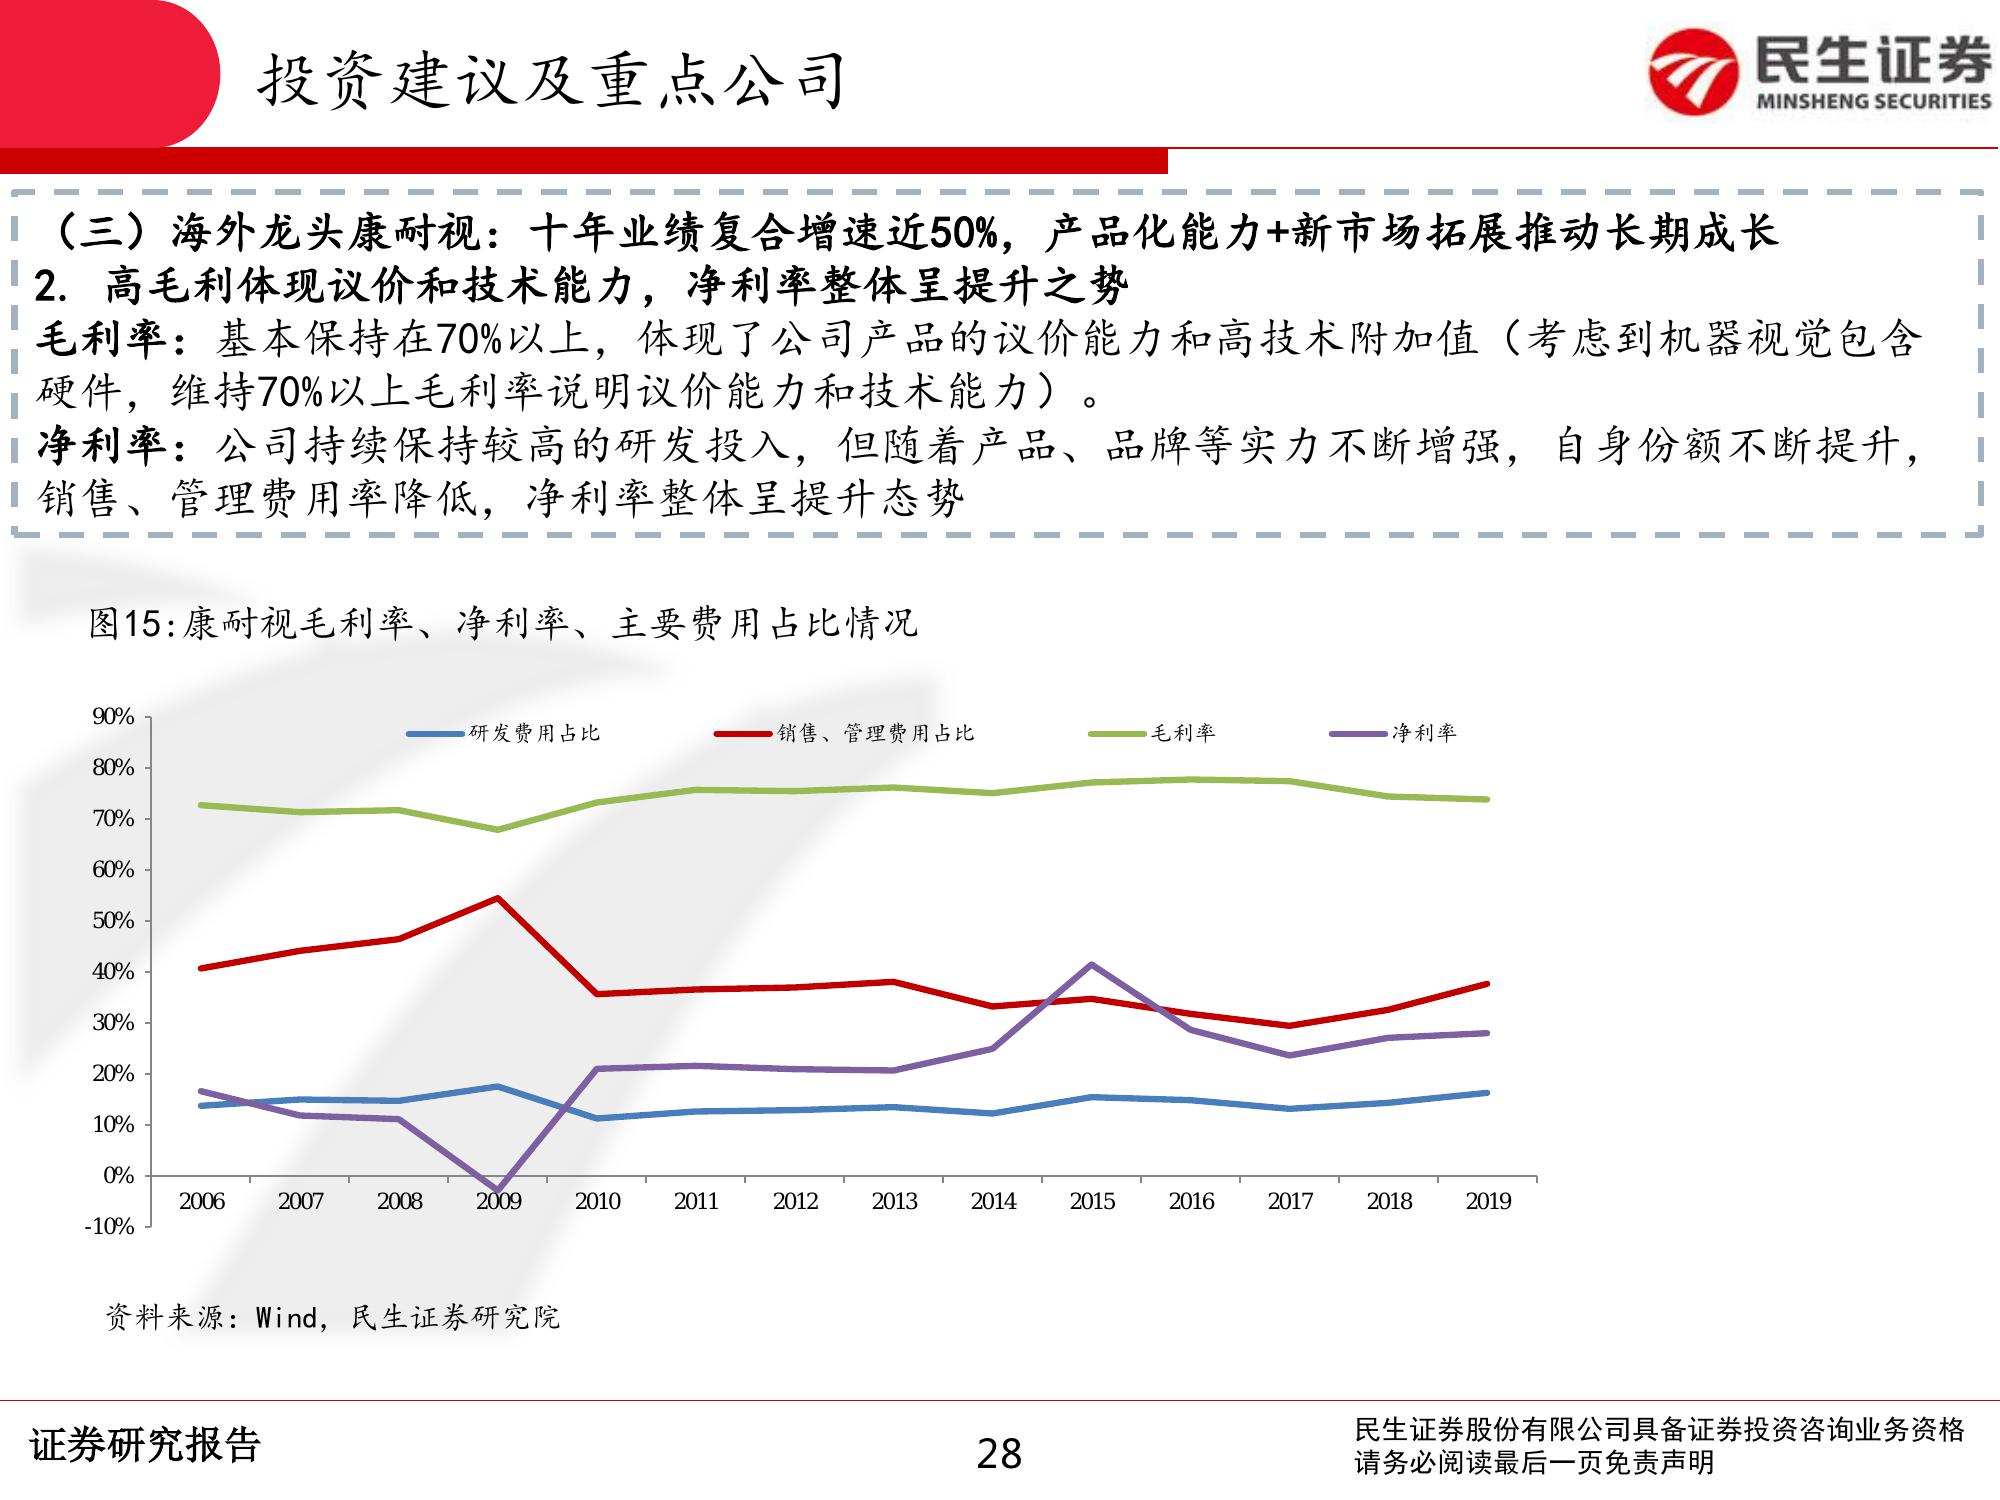 投资建议及重点公司
民生证券
MINSHENG SECURITIES
（三）海外龙头康耐视：十年业绩复合增速近50%，产品化能力+新市场拓展推动长期成长
2. 高毛利体现议价和技术能力，净利率整体呈提升之势
毛利率：基本保持在70%以上，体现了公司产品的议价能力和高技术附加值（考虑到机器视觉包含
硬件，维持70%以上毛利率说明议价能力和技术能力）。
净利率：公司持续保持较高的研发投入，但随着产品、品牌等实力不断增强，自身份额不断提升，
销售、管理费用率降低，净利率整体呈提升态势
图15:康耐视毛利率、净利率、主要费用占比情况
研发费用占比 销售、管理费用占比 毛利率 净利率
90%
80%
70%
60%
50%
40%
30%
20%
10%
0%
-10%
2006 2007 2008 2009 2010 2011 2012 2013 2014 2015 2016 2017 2018 2019
资料来源：Wind，民生证券研究院
证券研究报告
28
民生证券股份有限公司具备证券投资咨询业务资格
请务必阅读最后一页免责声明